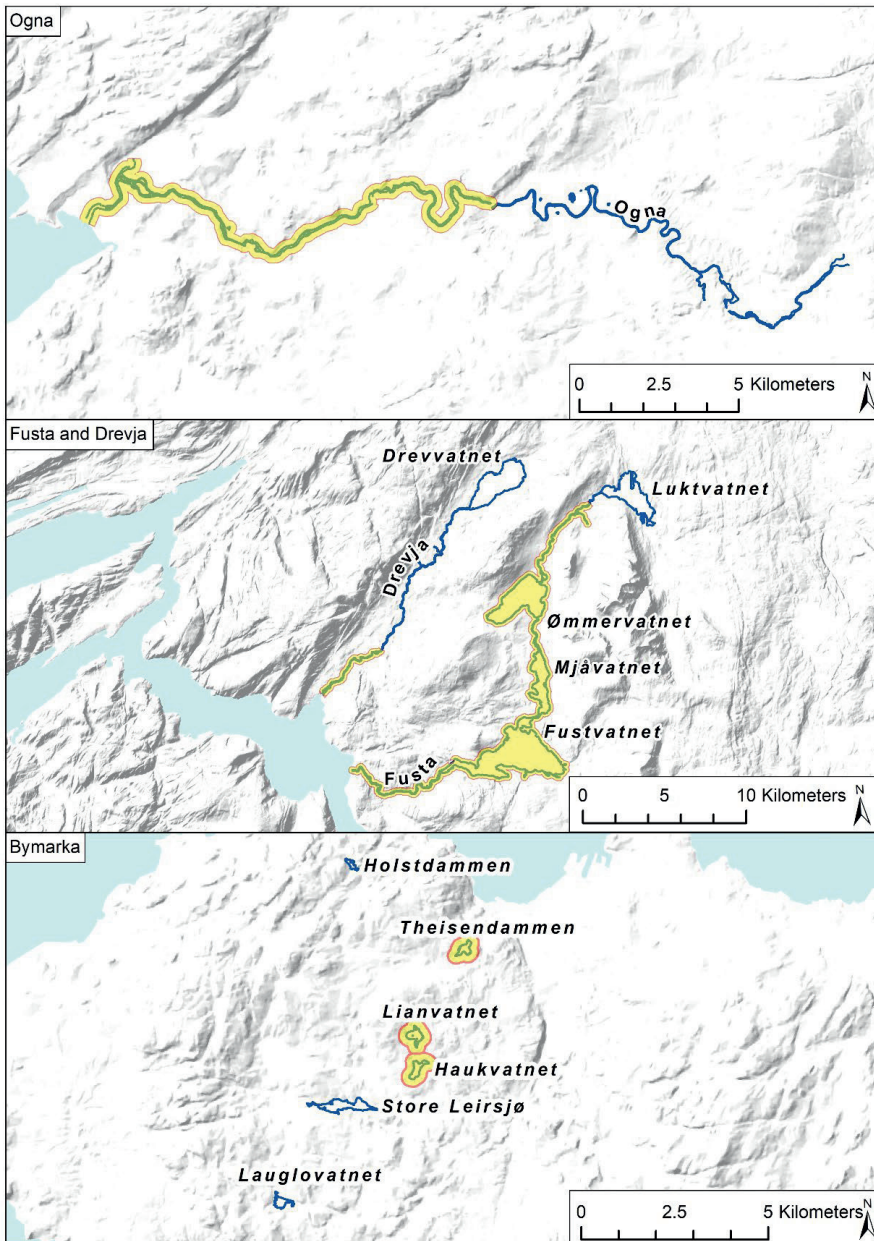 Ogna
Ogna
N
0 2.5 5 Kilometers
Fusta and Drevja
Drevvatnet
Luktvatnet
Drevja
Ømmervatnet
Mjåvatnet
Fustvatnet
Fusta
N
0 5 10 Kilometers
Bymarka
Holstdammen
Theisendammen
Lianvatnet
Haukvatnet
Store Leirsjø
Lauglovatnet
N
0 2.5 5 Kilometers